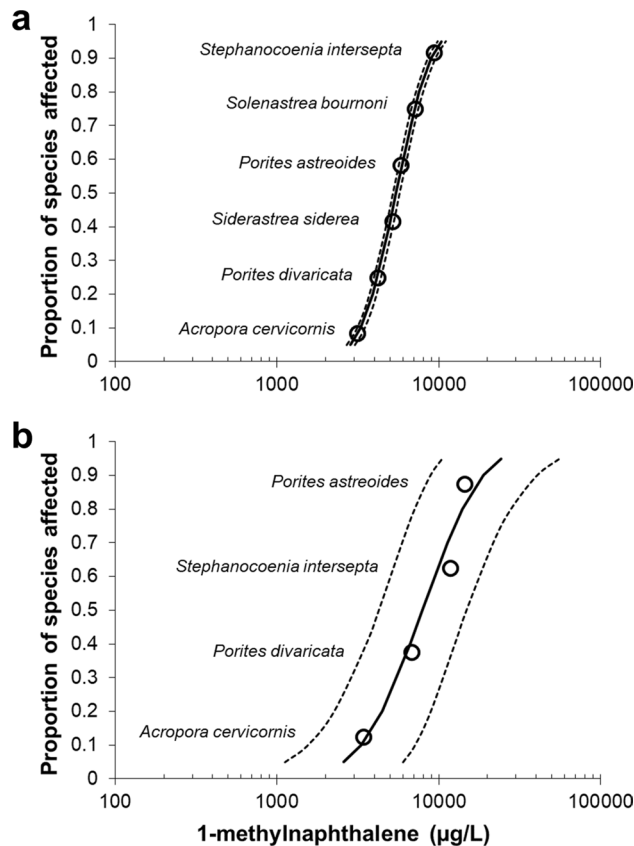 a
Proportion of species affected
1
0.9
0.8
0.7
0.6
0.5
0.4
0.3
0.2
0.1
0
Stephanocoenia intersepta
Solenastrea bournoni
Porites astreoides
Siderastrea siderea
Porites divaricata
Acropora cervicornis
100
1000
10000
100000
b
Proportion of species affected
1
0.9
0.8
0.7
0.6
0.5
0.4
0.3
0.2
0.1
0
Porites astreoides
Stephanocoenia intersepta
Porites divaricata
Acropora cervicornis
100
1000
10000
100000
1-methylnaphthalene (µg/L)